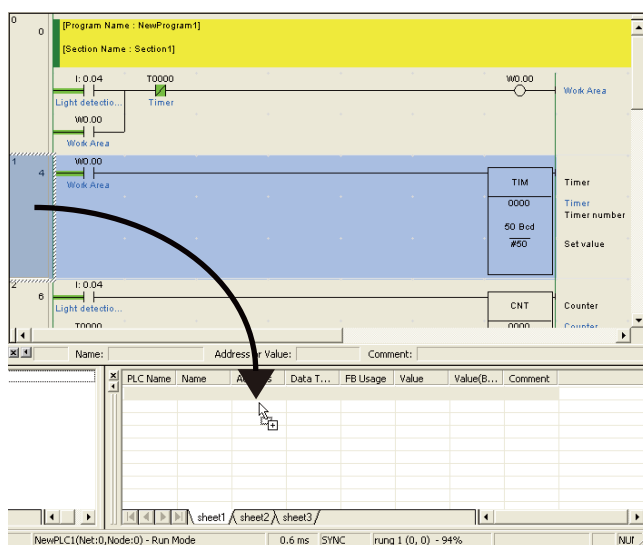 0
0
[Program Name : NewProgram1]
[Section Name : Section1]
I: 0.04 T0000 W0.00
Light detectio... Timer Work Area
W0.00
Work Area
1
4
W0.00
Work Area
TIM Timer
0000 Timer
Timer number
50 Bcd
#50 Set value
2
6
I: 0.04
Light detectio...
CNT Counter
T0000 0000 Counter
Name: Address or Value: Comment:
PLC Name Name Data T... FB Usage Value Value(B... Comment
sheet1 sheet2 sheet3
NewPLC1(Net:0,Node:0) - Run Mode 0.6 ms SYNC rung 1 (0, 0) - 94%